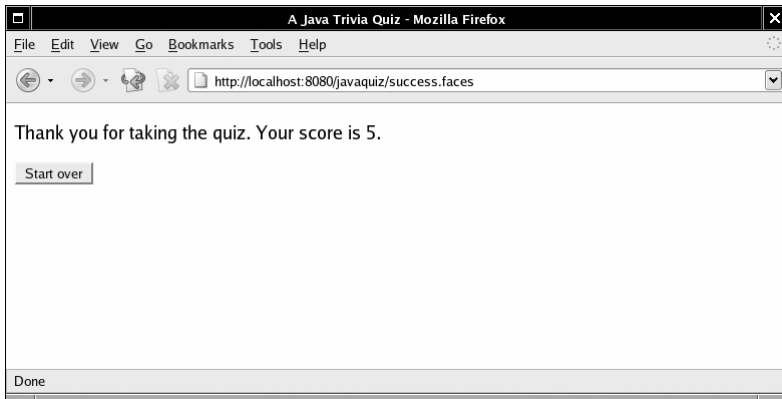 A Java Trivia Quiz - Mozilla Firefox
File Edit View Go Bookmarks Tools Help
http://localhost:8080/javaquiz/success.faces
Thank you for taking the quiz. Your score is 5.
Start over
Done